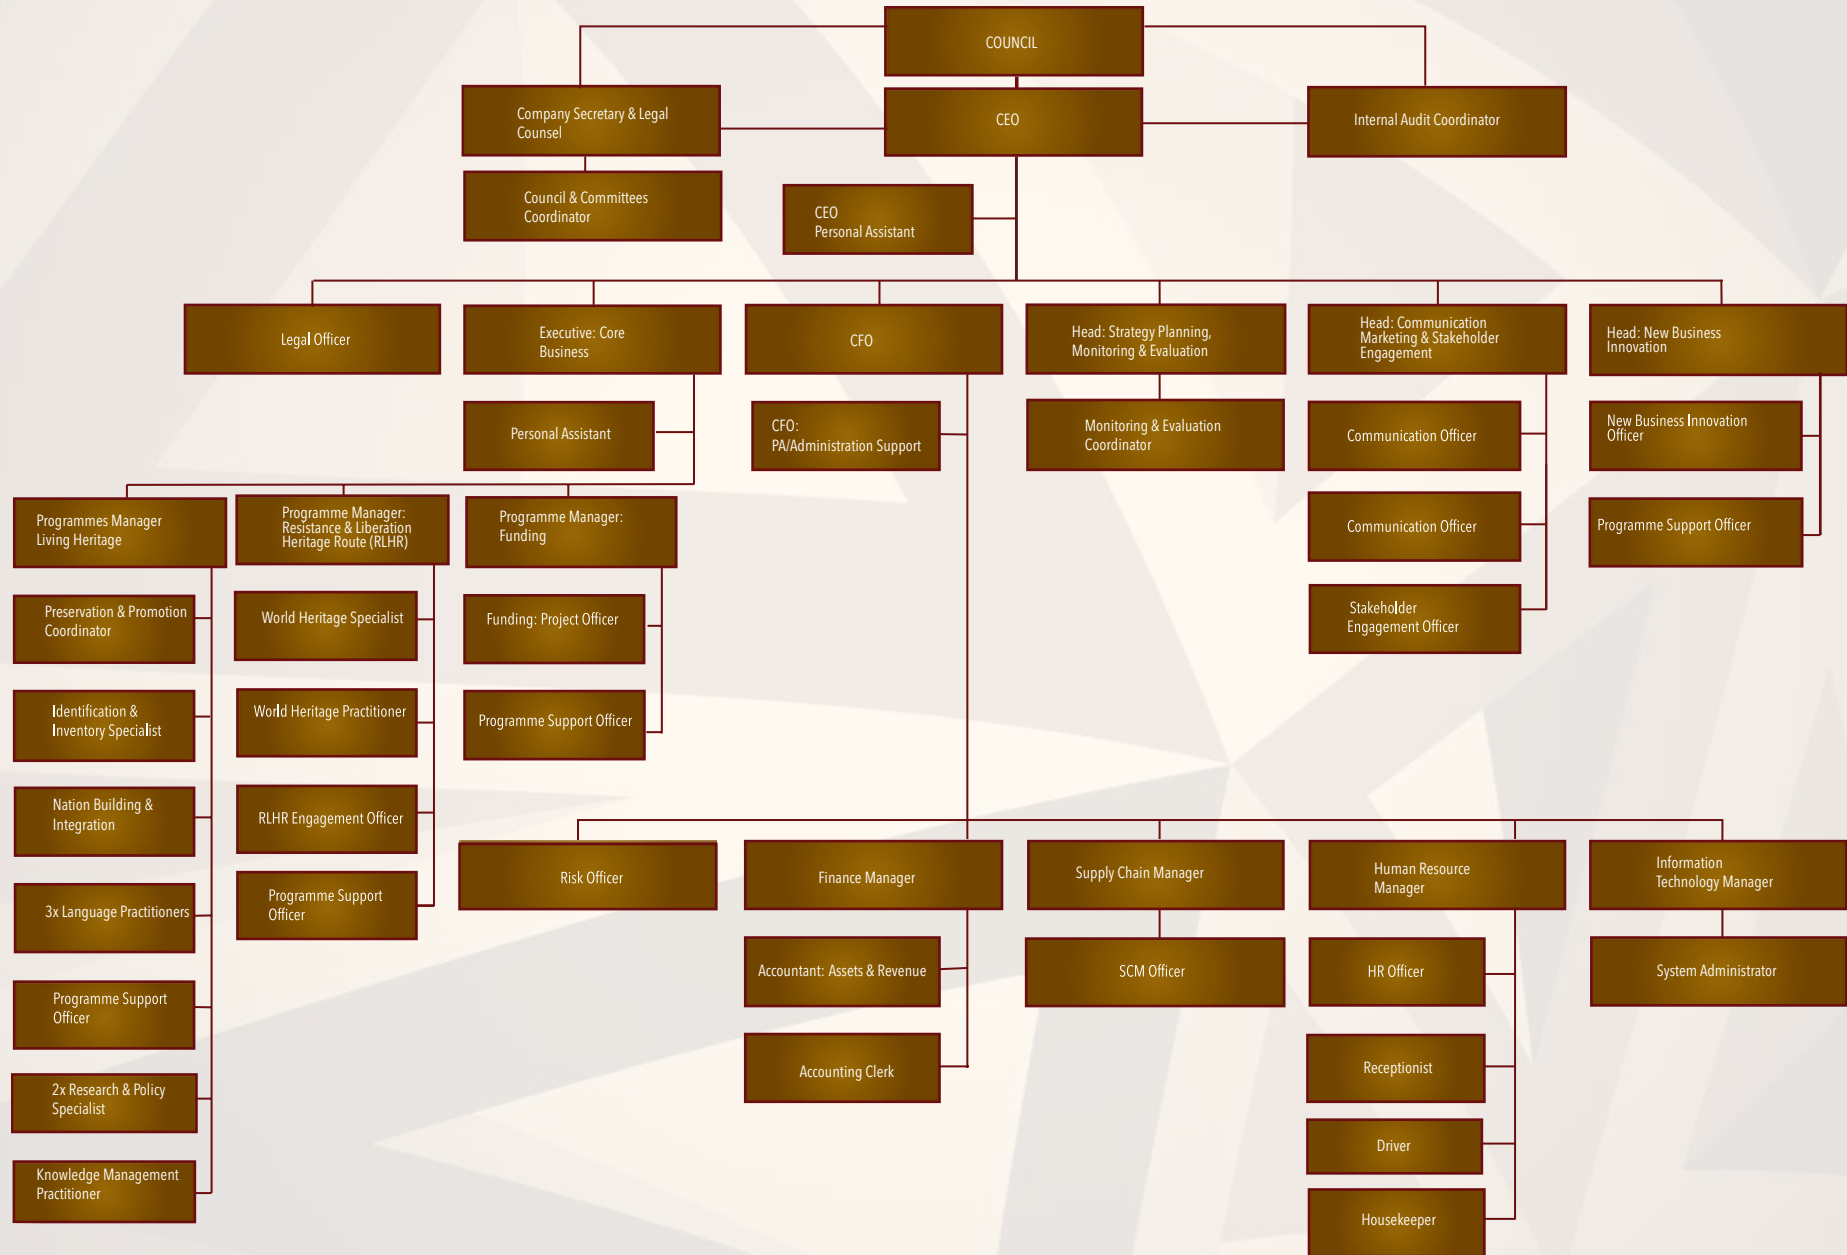 COUNCIL
Company Secretary & Legal
Counsel
CEO
Internal Audit Coordinator
Council & Committees
Coordinator
CEO
Personal Assistant
Legal Officer
Executive: Core
Business
CFO
Head: Strategy Planning,
Monitoring & Evaluation
Head: Communication
Marketing & Stakeholder
Engagement
Head: New Business
Innovation
Personal Assistant
CFO:
PA/Administration Support
Monitoring & Evaluation
Coordinator
Communication Officer
New Business Innovation
Officer
Communication Officer
Programme Support Officer
Stakeholder
Engagement Officer
Programmes Manager
Living Heritage
Programme Manager:
Resistance & Liberation
Heritage Route (RLHR)
Programme Manager:
Funding
Preservation & Promotion
Coordinator
World Heritage Specialist
Funding: Project Officer
Identification &
Inventory Specialist
World Heritage Practitioner
Programme Support Officer
Nation Building &
Integration
RLHR Engagement Officer
3x Language Practitioners
Programme Support
Officer
Programme Support
Officer
2x Research & Policy
Specialist
Knowledge Management
Practitioner
Risk Officer
Finance Manager
Supply Chain Manager
Human Resource
Manager
Information
Technology Manager
Accountant: Assets & Revenue
SCM Officer
HR Officer
System Administrator
Accounting Clerk
Receptionist
Driver
Housekeeper